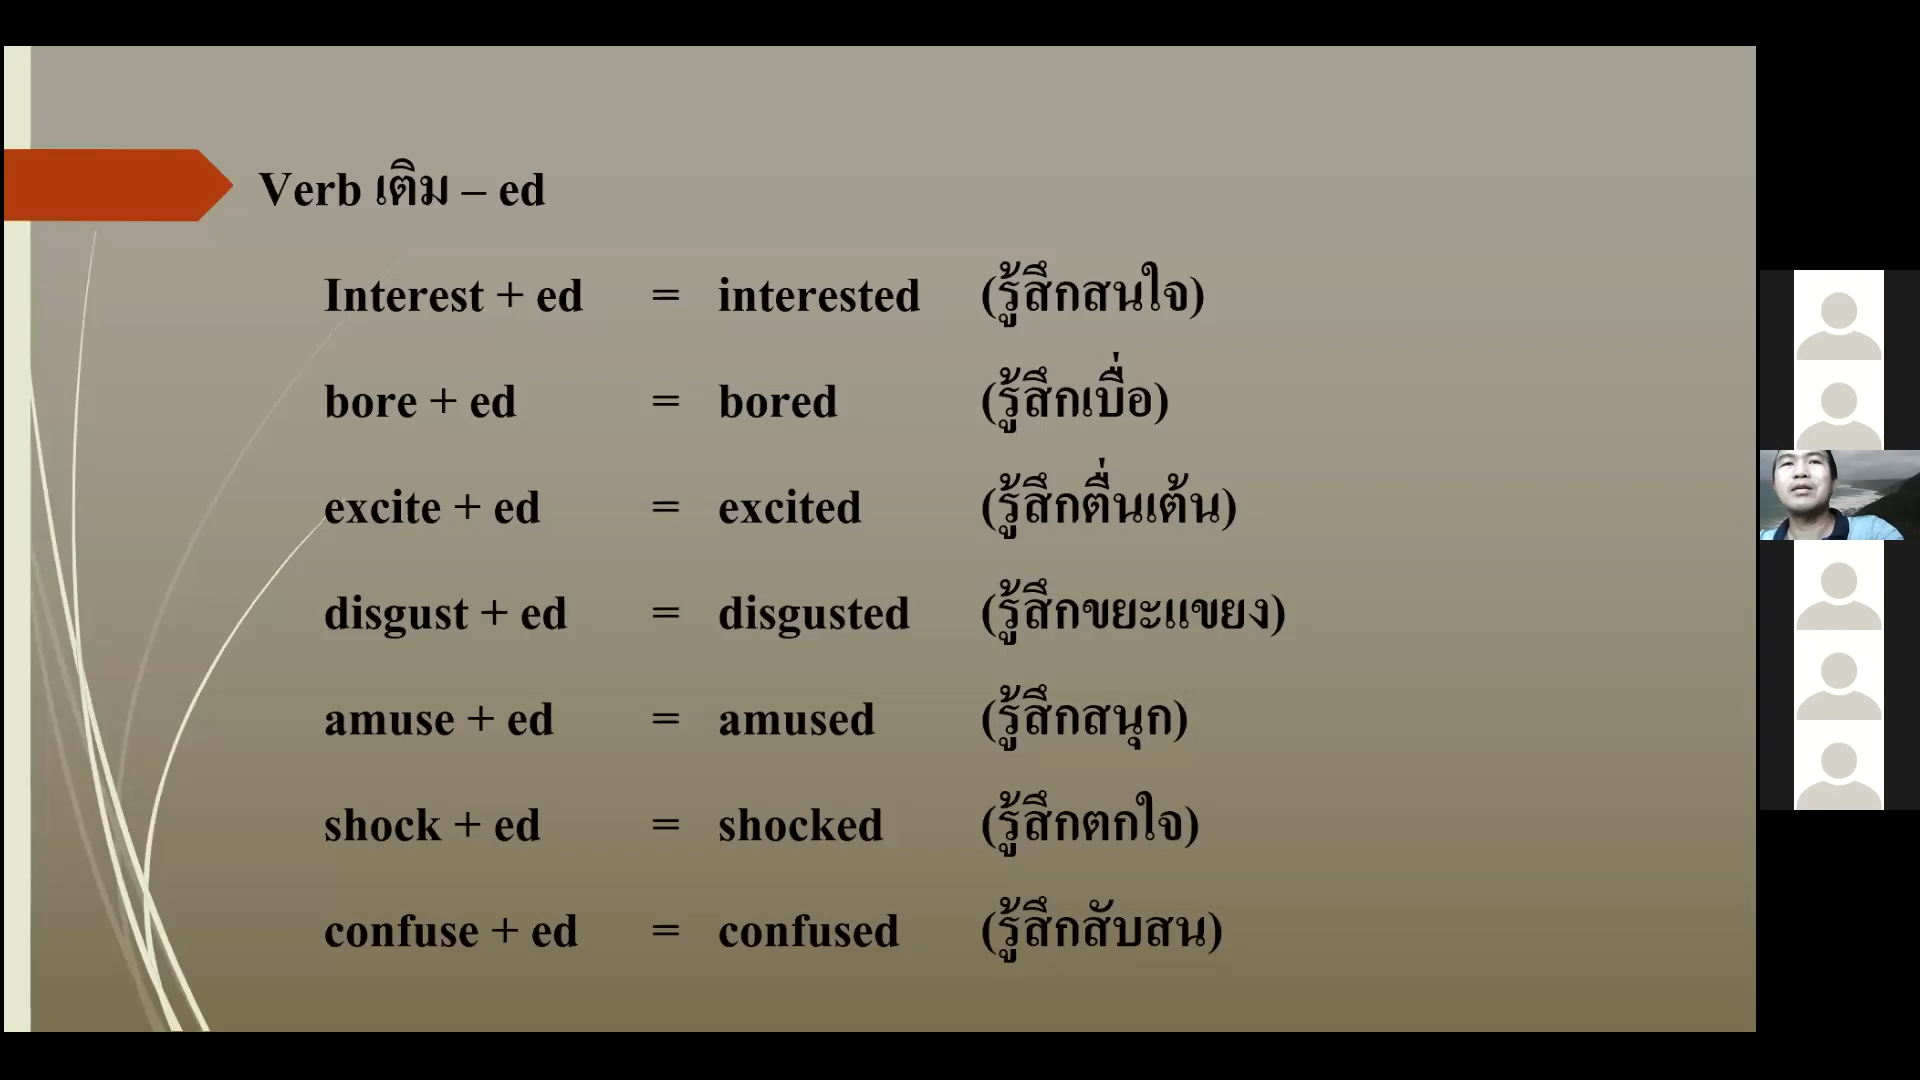 Verb เติม – ed
Interest + ed = interested (รู้สึกสนใจ)
bore + ed = bored (รู้สึกเบื่อ)
excite + ed = excited (รู้สึกตื่นเต้น)
disgust + ed = disgusted (รู้สึกขยะแขยง)
amuse + ed = amused (รู้สึกสนุก)
shock + ed = shocked (รู้สึกตกใจ)
confuse + ed = confused (รู้สึกสับสน)